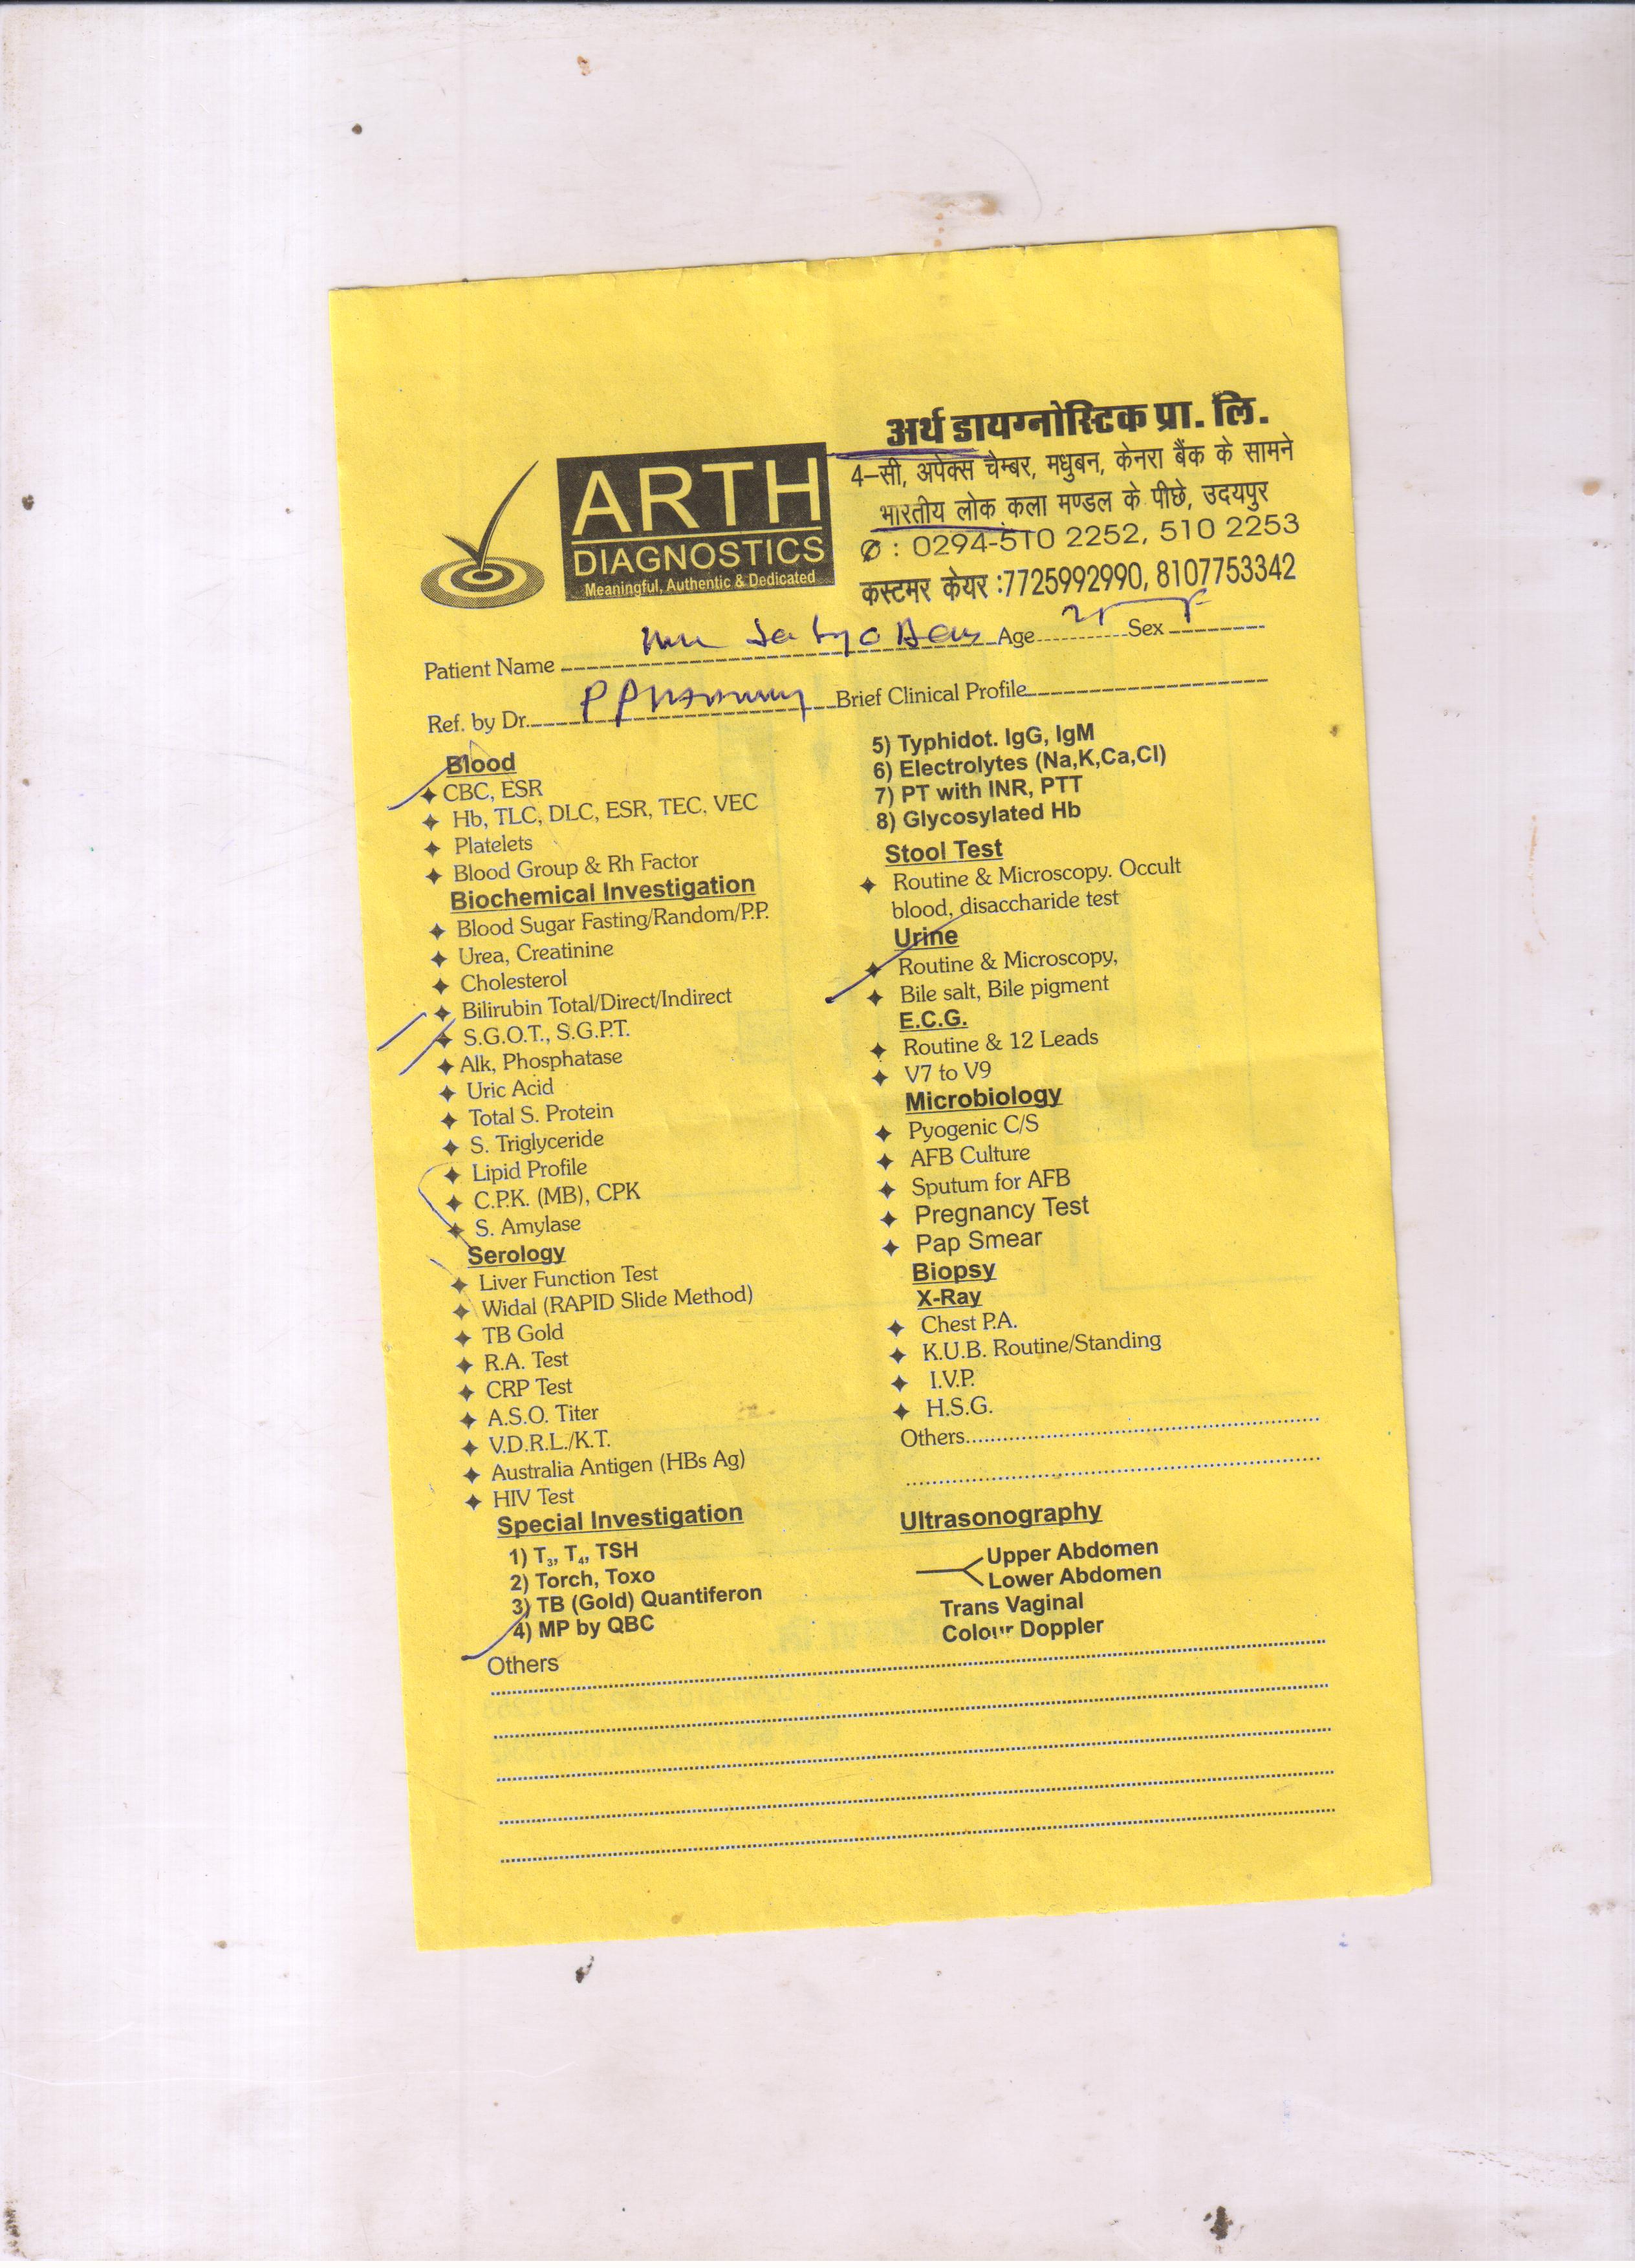 अर्थ डायग्नोस्टिक प्रा. लि.
ARTH
DIAGNOSTICS
Meaningful, Authentic & Dedicated
4-सी, अपेक्स चेम्बर, मधुबन, केनरा बैंक के सामने
भारतीय लोक कला मण्डल के पीछे, उदयपुर
✆ : 0294-510 2252, 510 2253
कस्टमर केयर :7725992990, 8107753342
Patient Name Age Sex
Ref. by Dr. Brief Clinical Profile
Blood
CBC, ESR
Hb, TLC, DLC, ESR, TEC, VEC
Platelets
Blood Group & Rh Factor
Biochemical Investigation
Blood Sugar Fasting/Random/P.P.
Urea, Creatinine
Cholesterol
Bilirubin Total/Direct/Indirect
S.G.O.T., S.G.P.T.
Alk, Phosphatase
Uric Acid
Total S. Protein
S. Triglyceride
Lipid Profile
C.P.K. (MB), CPK
S. Amylase
Serology
Liver Function Test
Widal (RAPID Slide Method)
TB Gold
R.A. Test
CRP Test
A.S.O. Titer
V.D.R.L./K.T.
Australia Antigen (HBs Ag)
HIV Test
Special Investigation
1) T₃, T₄, TSH
2) Torch, Toxo
3) TB (Gold) Quantiferon
4) MP by QBC
5) Typhidot. IgG, IgM
6) Electrolytes (Na,K,Ca,Cl)
7) PT with INR, PTT
8) Glycosylated Hb
Stool Test
Routine & Microscopy. Occult
blood, disaccharide test
Urine
Routine & Microscopy,
Bile salt, Bile pigment
E.C.G.
Routine & 12 Leads
V7 to V9
Microbiology
Pyogenic C/S
AFB Culture
Sputum for AFB
Pregnancy Test
Pap Smear
Biopsy
X-Ray
Chest P.A.
K.U.B. Routine/Standing
I.V.P.
H.S.G.
Others
Ultrasonography
Upper Abdomen
Lower Abdomen
Trans Vaginal
Colour Doppler
Others